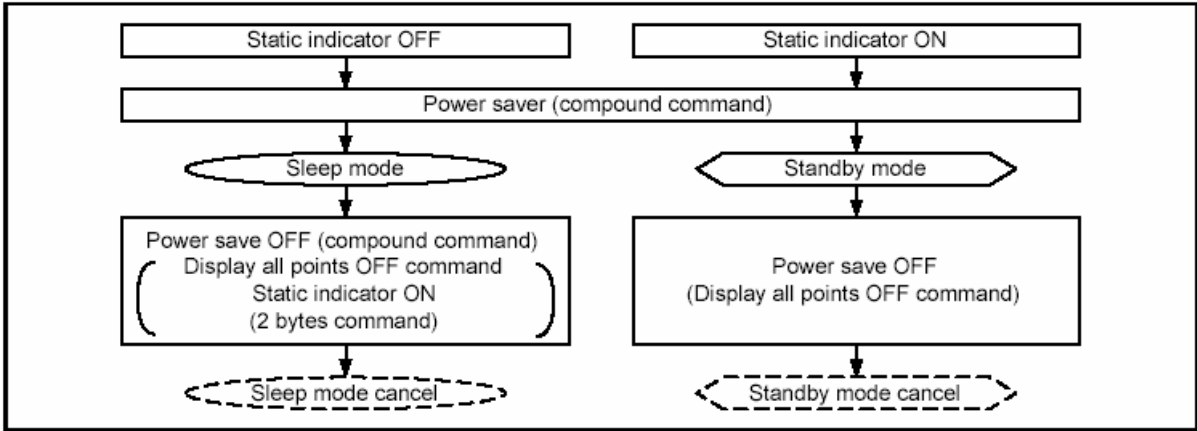 Static indicator OFF
Static indicator ON
Power saver (compound command)
Sleep mode
Standby mode
Power save OFF (compound command)
Display all points OFF command
Static indicator ON
(2 bytes command)
Power save OFF
(Display all points OFF command)
Sleep mode cancel
Standby mode cancel